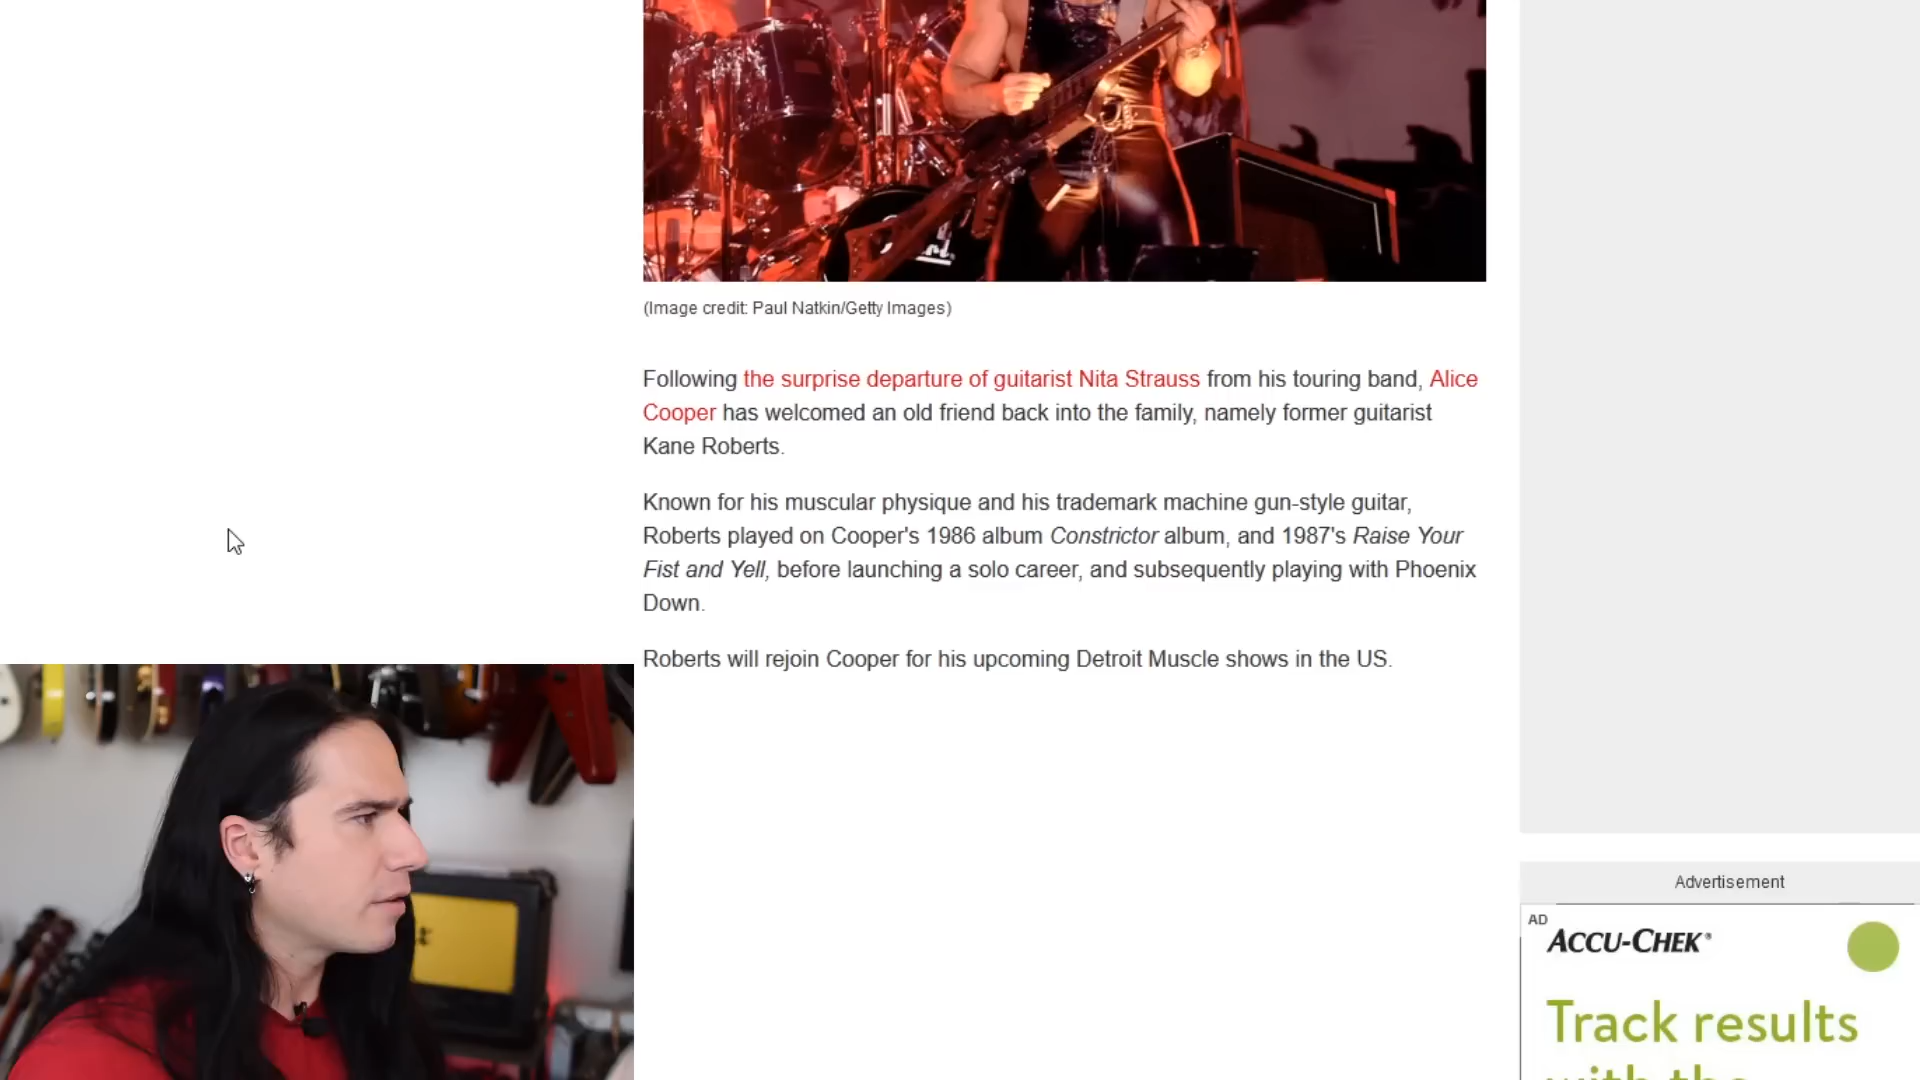 (Image credit: Paul Natkin/Getty Images)
Following the surprise departure of guitarist Nita Strauss from his touring band, Alice
Cooper has welcomed an old friend back into the family, namely former guitarist
Kane Roberts.
Known for his muscular physique and his trademark machine gun-style guitar,
Roberts played on Cooper's 1986 album Constrictor album, and 1987's Raise Your
Fist and Yell, before launching a solo career, and subsequently playing with Phoenix
Down.
Roberts will rejoin Cooper for his upcoming Detroit Muscle shows in the US.
Advertisement
AD
ACCU-CHEK®
Track results
with the